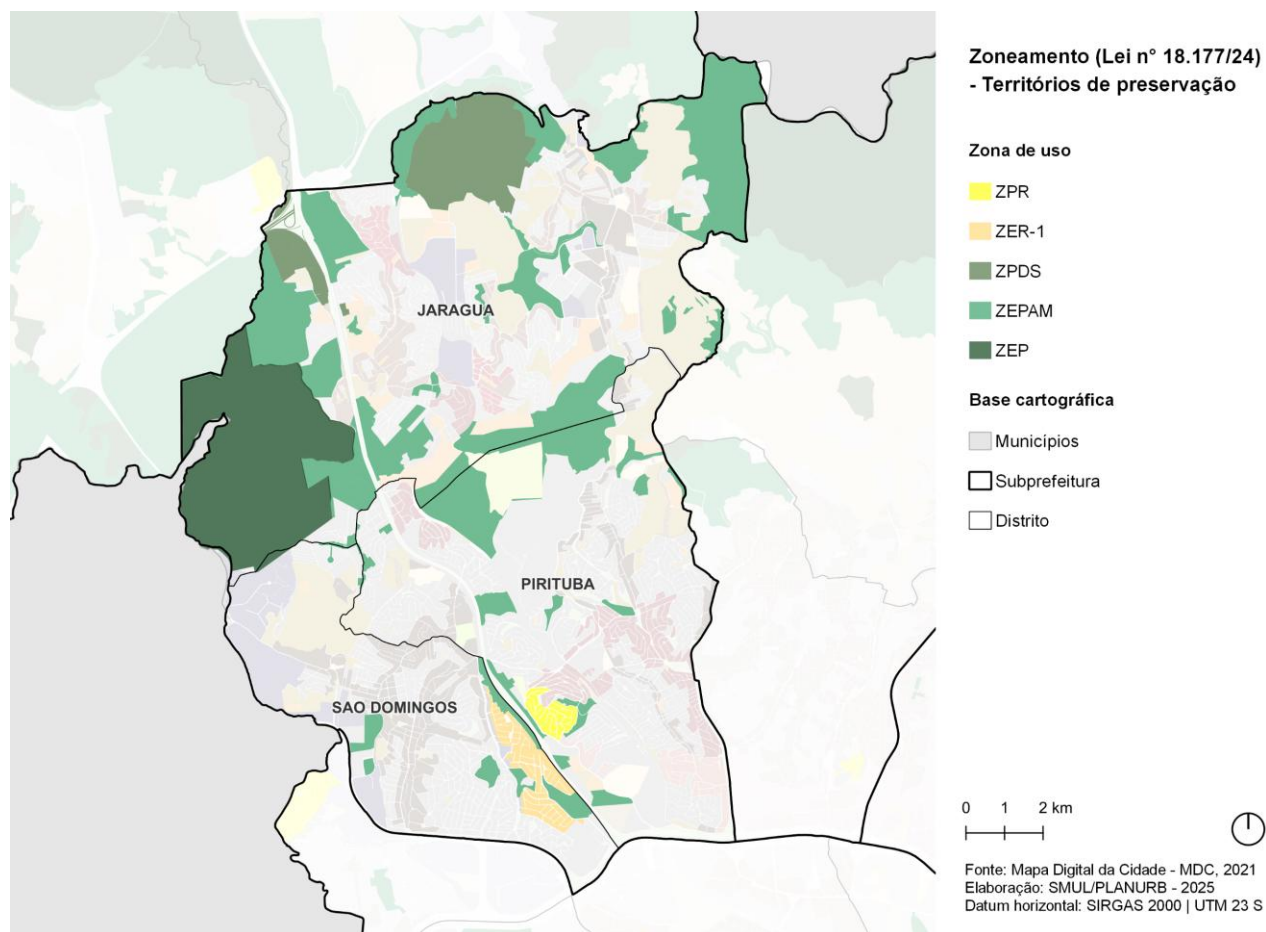 Zoneamento (Lei n° 18.177/24)
- Territórios de preservação
Zona de uso
ZPR
ZER-1
ZPDS
ZEPAM
ZEP
Base cartográfica
Municípios
Subprefeitura
Distrito
JARAGUA
PIRITUBA
SAO DOMINGOS
0 1 2 km
Fonte: Mapa Digital da Cidade - MDC, 2021
Elaboração: SMUL/PLANURB - 2025
Datum horizontal: SIRGAS 2000 | UTM 23 S